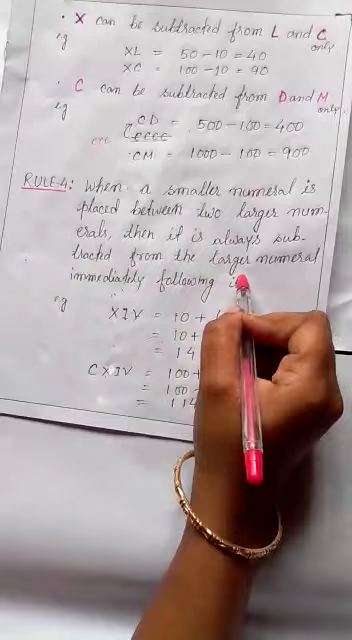 · X can be subtracted from L and C only.
eg XL = 50-10 = 40
XC = 100-10 = 90
· C can be subtracted from D and M only.
eg CD = 500-100 = 400
CCCC
CM = 1000-100 = 900
RULE-4: When a smaller numeral is
placed between two larger num-
erals, then it is always sub-
tracted from the larger numeral
immediately following
eg XIV = 10+
= 10+
= 14
CXIV = 100+
= 100
= 114